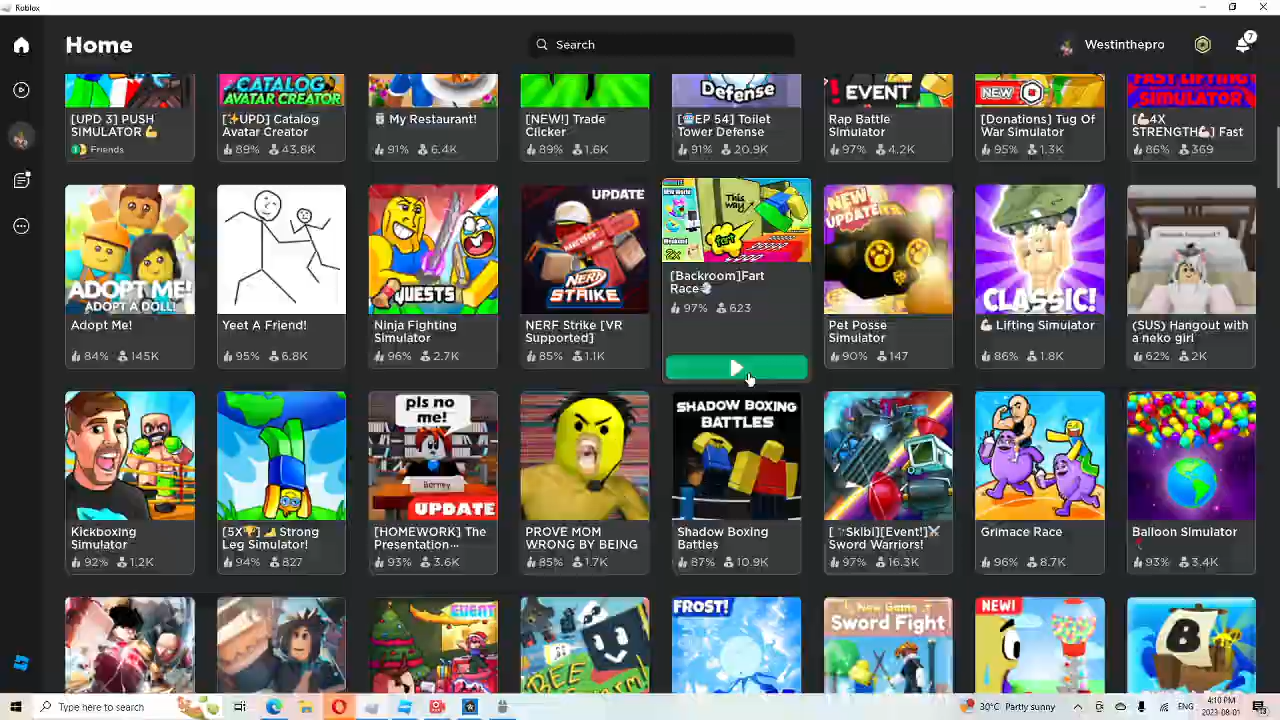 Roblox
Home
Search
Westinthepro
7
[UPD 3] PUSH
SIMULATOR
Friends
CATALOG
AVATAR CREATOR
[UPD] Catalog
Avatar Creator
89% 43.8K
My Restaurant!
91% 6.4K
[NEW!] Trade
Clicker
89% 1.6K
Defense
[EP 54] Toilet
Tower Defense
91% 20.9K
! EVENT
Rap Battle
Simulator
97% 4.2K
NEW
[Donations] Tug Of
War Simulator
95% 1.3K
FAST LIFTING
SIMULATOR
[4X
STRENGTH] Fast
86% 369
ADOPT ME!
ADOPT A DOLL!
Adopt Me!
84% 145K
Yeet A Friend!
95% 6.8K
QUESTS
Ninja Fighting
Simulator
96% 2.7K
UPDATE
NERF
STRIKE
NERF Strike [VR
Supported]
85% 1.1K
This
way
fart
2x
[Backroom]Fart
Race
97% 623
NEW
UPDATE
Pet Posse
Simulator
90% 147
CLASSIC!
Lifting Simulator
86% 1.8K
(SUS) Hangout with
a neko girl
62% 2K
Kickboxing
Simulator
92% 1.2K
[5X] Strong
Leg Simulator!
94% 827
pls no
me!
Berney
UPDATE
[HOMEWORK] The
Presentation...
93% 3.6K
PROVE MOM
WRONG BY BEING
85% 1.7K
SHADOW BOXING
BATTLES
Shadow Boxing
Battles
87% 10.9K
[Skibi][Event!]
Sword Warriors!
97% 16.3K
Grimace Race
96% 8.7K
Balloon Simulator
93% 3.4K
EVENT
BEE
FROST!
New Game
Sword Fight
NEW!
B
Type here to search
30°C Partly sunny
ENG
4:10 PM
2023-08-01